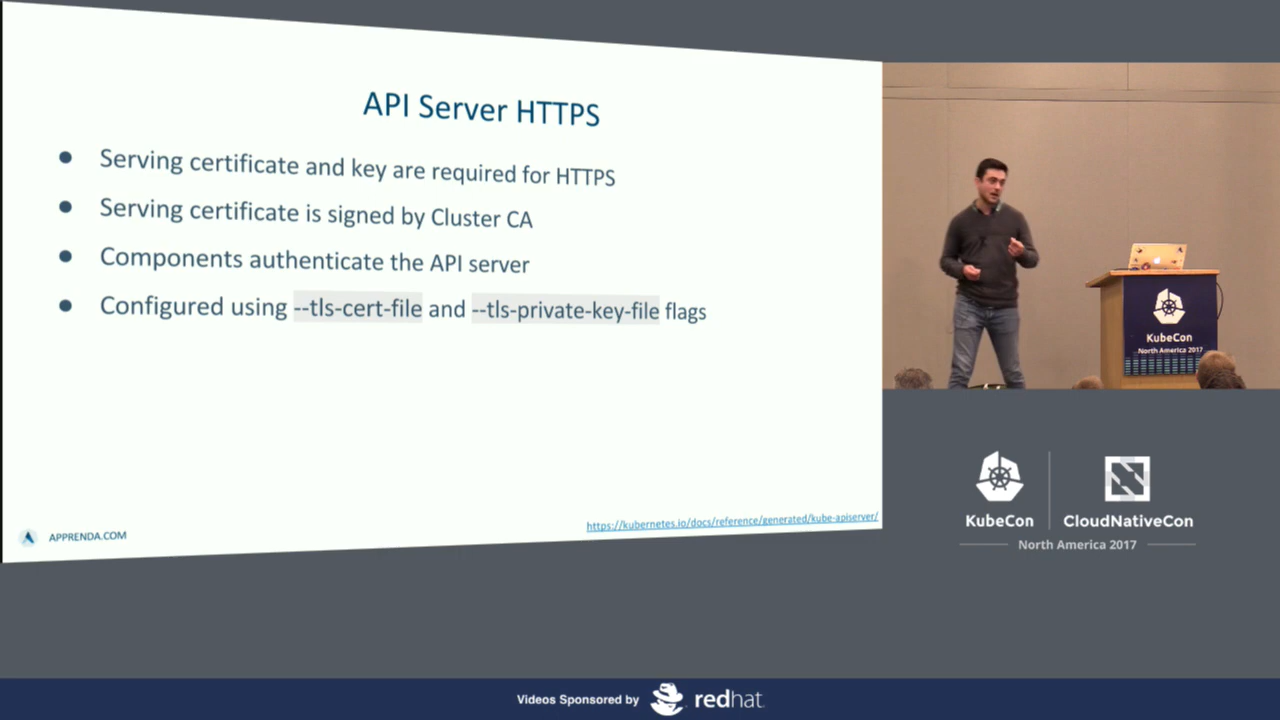 API Server HTTPS
● Serving certificate and key are required for HTTPS
● Serving certificate is signed by Cluster CA
● Components authenticate the API server
● Configured using --tls-cert-file and --tls-private-key-file flags
https://kubernetes.io/docs/reference/generated/kube-apiserver/
APPRENDA.COM
KubeCon
North America 2017
KubeCon
CloudNativeCon
North America 2017
Videos Sponsored by redhat